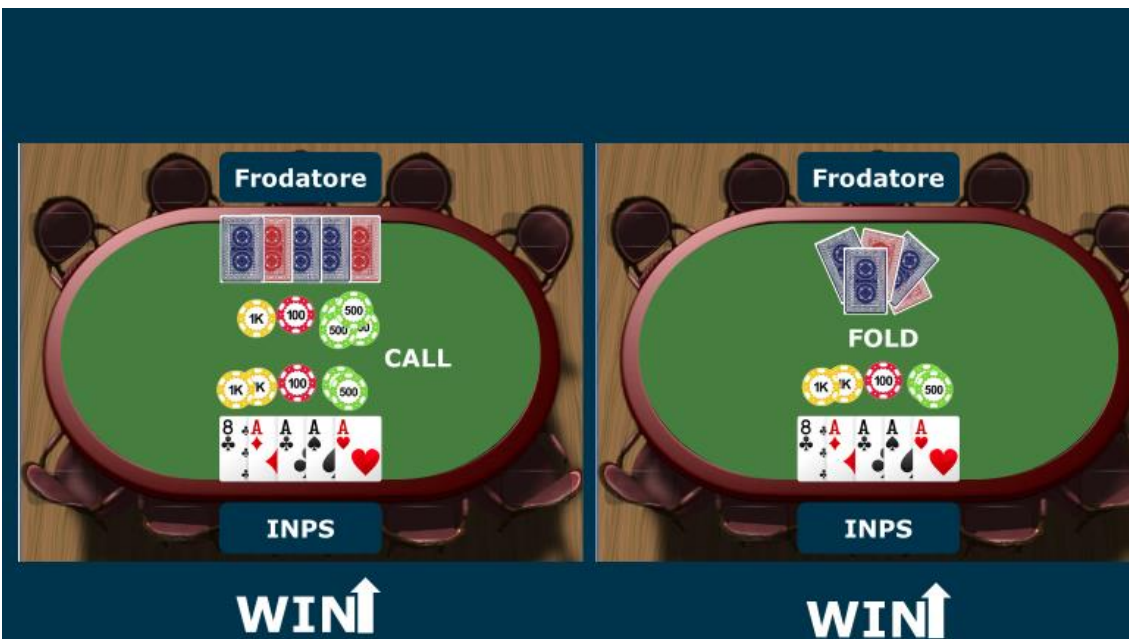 Frodatore
1K 100 500 500
CALL
1K K 100 500
8 A A A A
INPS
WIN
Frodatore
FOLD
1K K 100 500
8 A A A A
INPS
WIN